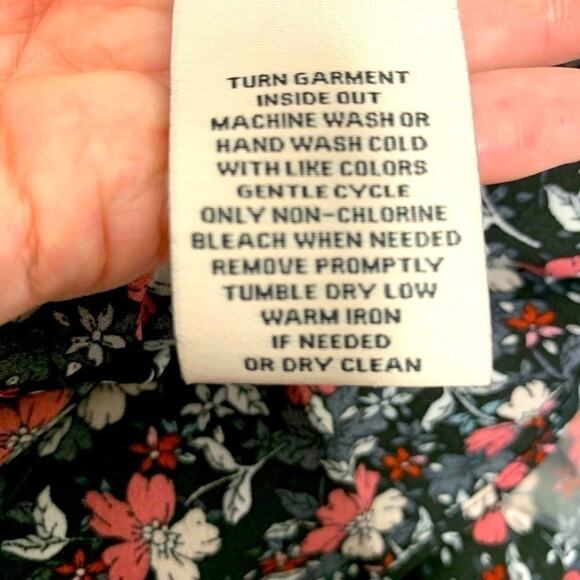 TURN GARMENT
INSIDE OUT
MACHINE WASH OR
HAND WASH COLD
WITH LIKE COLORS
GENTLE CYCLE
ONLY NON-CHLORINE
BLEACH WHEN NEEDED
REMOVE PROMPTLY
TUMBLE DRY LOW
WARM IRON
IF NEEDED
OR DRY CLEAN